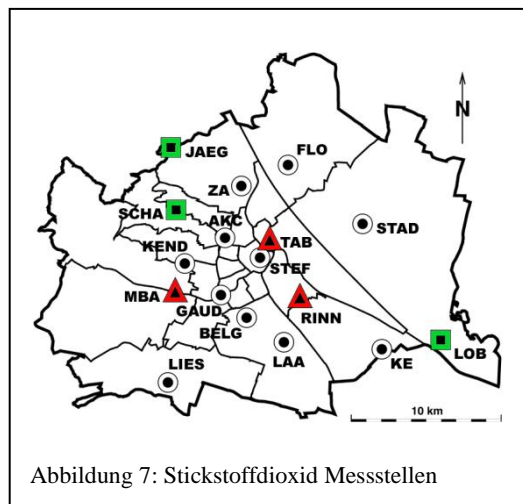 N
JAEG
FLO
ZA
SCHA
AKC
STAD
TAB
KEND
STEF
MBA
GAUD
RINN
BELG
LIES
LAA
KE
LOB
10 km
Abbildung 7: Stickstoffdioxid Messstellen